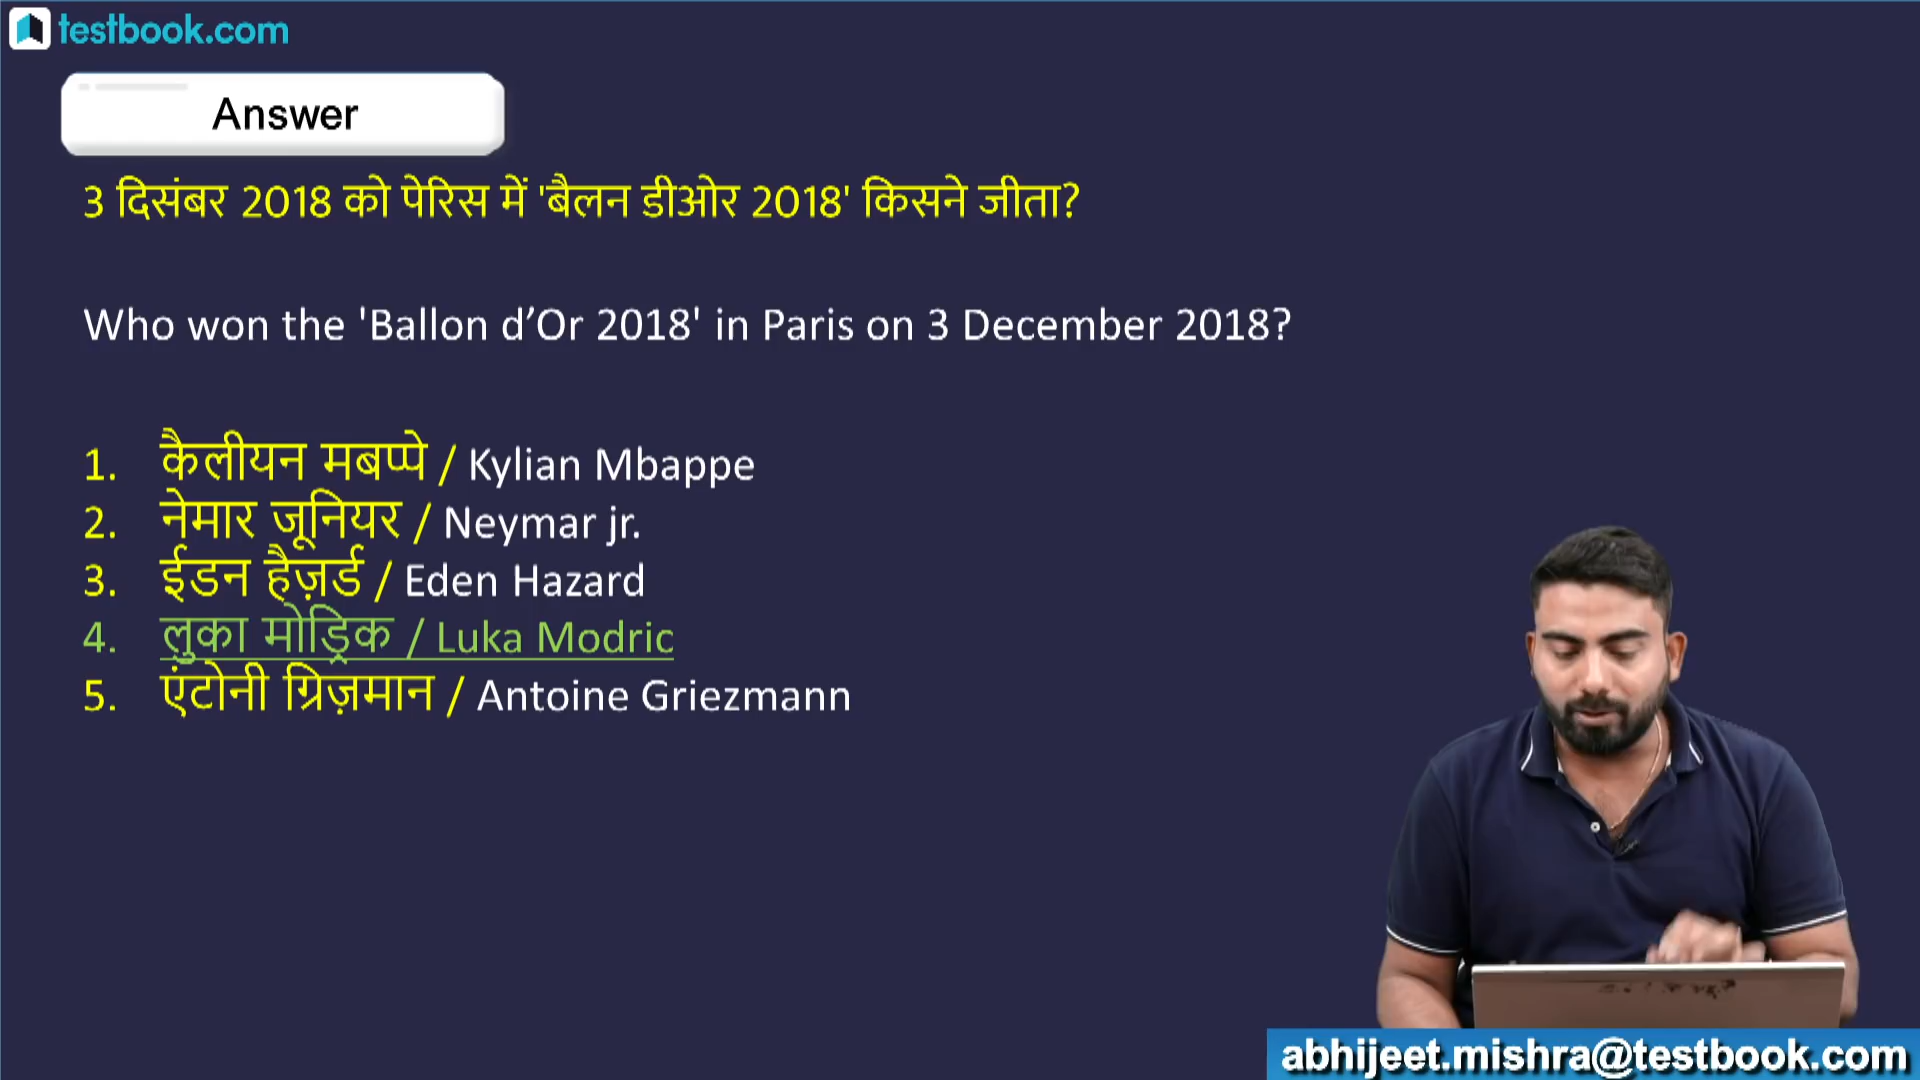 testbook.com
Answer
3 दिसंबर 2018 को पेरिस में 'बैलन डीओर 2018' किसने जीता?
Who won the 'Ballon d’Or 2018' in Paris on 3 December 2018?
1. कैलीयन मबप्पे / Kylian Mbappe
2. नेमार जूनियर / Neymar jr.
3. ईडन हैज़र्ड / Eden Hazard
4. लुका मोड्रिक / Luka Modric
5. एंटोनी ग्रिज़मान / Antoine Griezmann
abhijeet.mishra@testbook.com